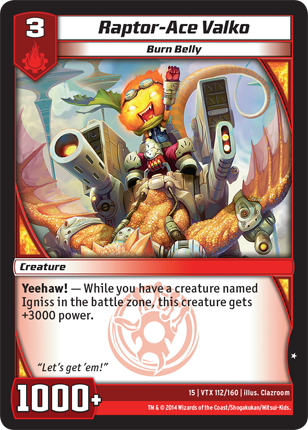 3
Raptor-Ace Valko
Burn Belly
Creature
Yeehaw! — While you have a creature named
Igniss in the battle zone, this creature gets
+3000 power.
“Let's get 'em!”
1000+
15 | VTX 112/160 | illus. Clazroom
TM & © 2014 Wizards of the Coast/Shogakukan/Mitsui-Kids.